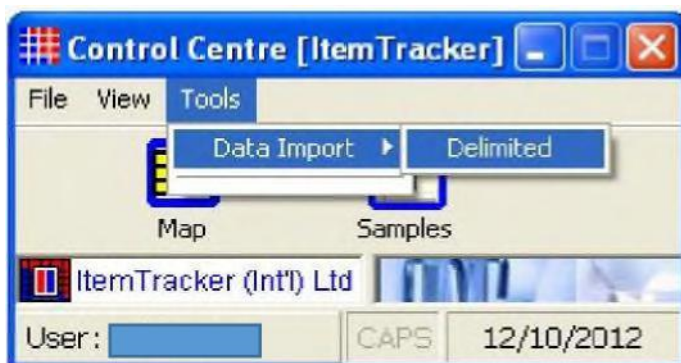 Control Centre [ItemTracker]
File View Tools
Data Import Delimited
Map Samples
ItemTracker (Int'l) Ltd
User: CAPS 12/10/2012